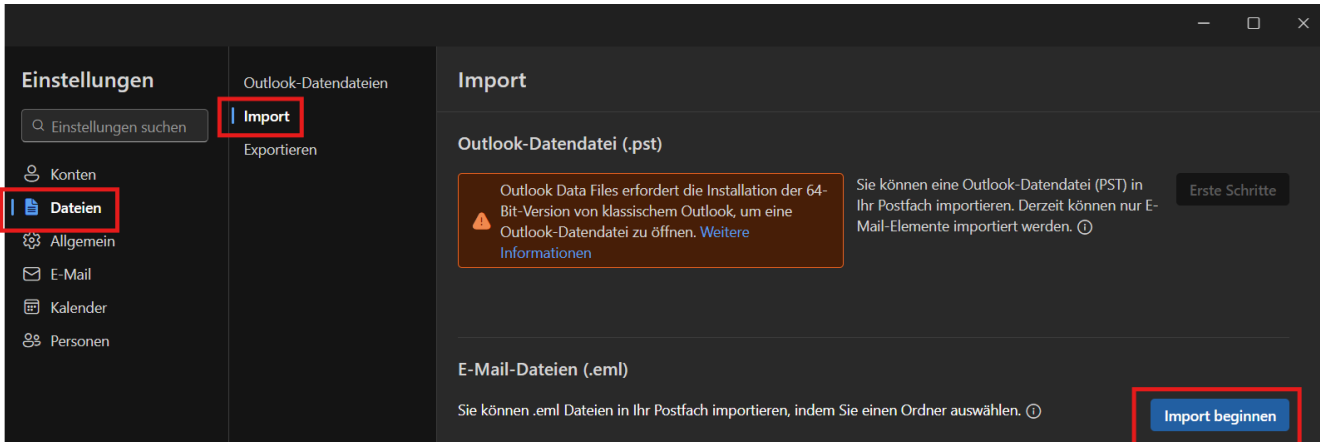 Einstellungen
Einstellungen suchen
Konten
Dateien
Allgemein
E-Mail
Kalender
Personen
Outlook-Datendateien
Import
Exportieren
Import
Outlook-Datendatei (.pst)
Outlook Data Files erfordert die Installation der 64-
Bit-Version von klassischem Outlook, um eine
Outlook-Datendatei zu öffnen. Weitere
Informationen
Sie können eine Outlook-Datendatei (PST) in
Ihr Postfach importieren. Derzeit können nur E-
Mail-Elemente importiert werden.
Erste Schritte
E-Mail-Dateien (.eml)
Sie können .eml Dateien in Ihr Postfach importieren, indem Sie einen Ordner auswählen.
Import beginnen